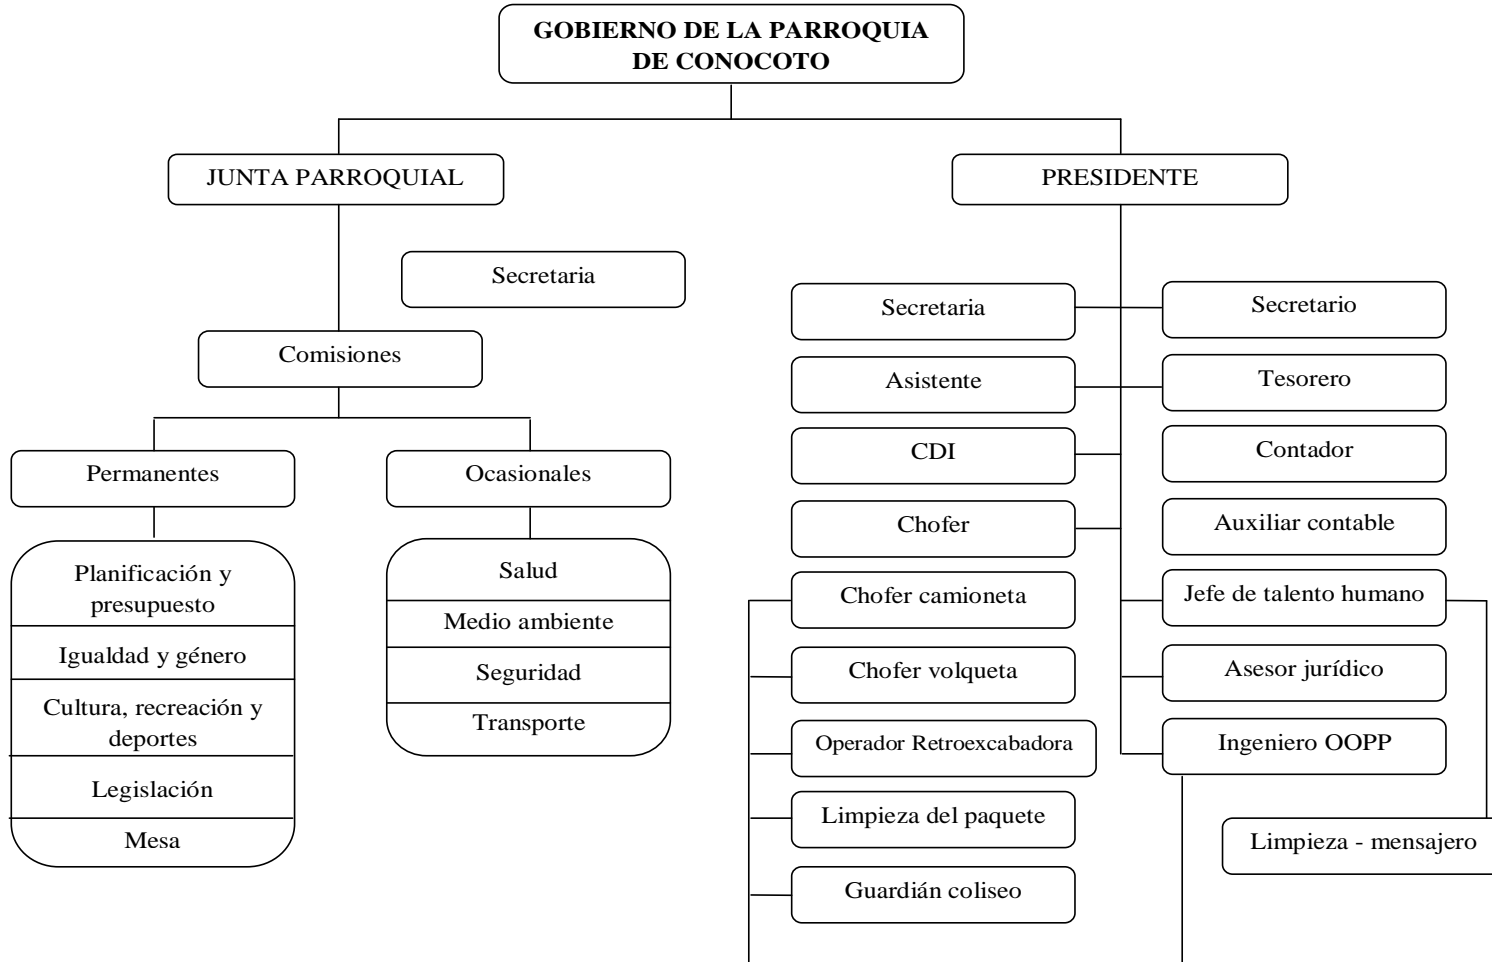 GOBIERNO DE LA PARROQUIA
DE CONOCOTO
JUNTA PARROQUIAL
PRESIDENTE
Secretaria
Comisiones
Permanentes
Ocasionales
Planificación y
presupuesto
Igualdad y género
Cultura, recreación y
deportes
Legislación
Mesa
Salud
Medio ambiente
Seguridad
Transporte
Secretaria
Asistente
CDI
Chofer
Chofer camioneta
Chofer volqueta
Operador Retroexcabadora
Limpieza del paquete
Guardián coliseo
Secretario
Tesorero
Contador
Auxiliar contable
Jefe de talento humano
Asesor jurídico
Ingeniero OOPP
Limpieza - mensajero